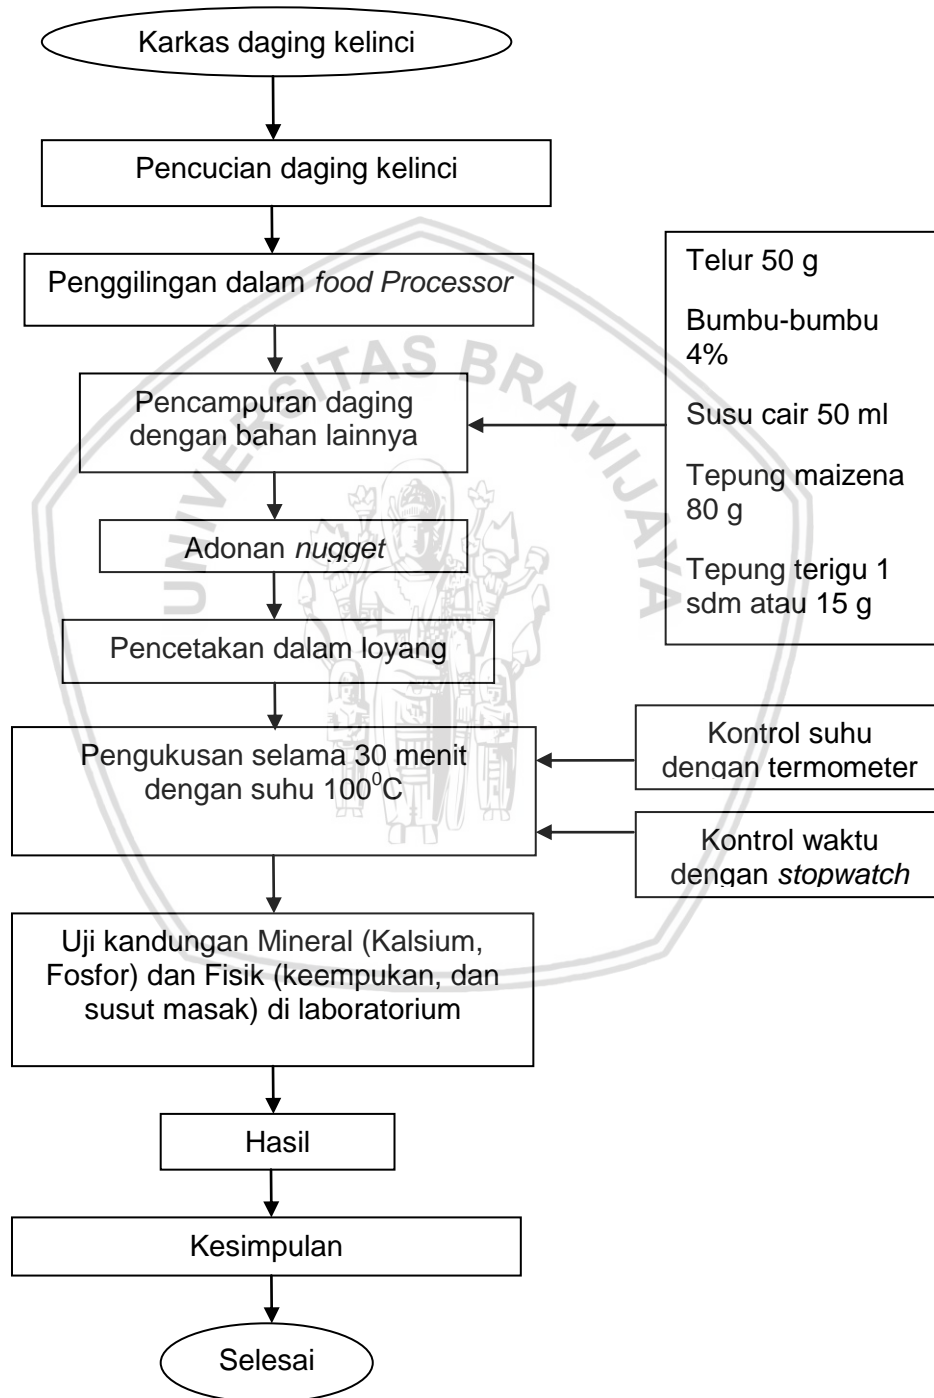 Karkas daging kelinci
Pencucian daging kelinci
Penggilingan dalam food Processor
Pencampuran daging
dengan bahan lainnya
Telur 50 g
Bumbu-bumbu
4%
Susu cair 50 ml
Tepung maizena
80 g
Tepung terigu 1
sdm atau 15 g
Adonan nugget
Pencetakan dalam loyang
Pengukusan selama 30 menit
dengan suhu 100⁰C
Kontrol suhu
dengan termometer
Kontrol waktu
dengan stopwatch
Uji kandungan Mineral (Kalsium,
Fosfor) dan Fisik (keempukan, dan
susut masak) di laboratorium
Hasil
Kesimpulan
Selesai
UNIVERSITAS BRAWIJAYA